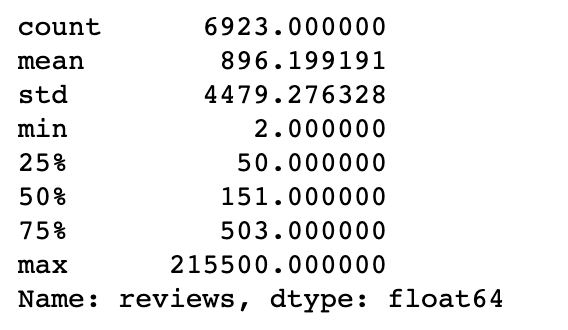 count 6923.000000
mean 896.199191
std 4479.276328
min 2.000000
25% 50.000000
50% 151.000000
75% 503.000000
max 215500.000000
Name: reviews, dtype: float64